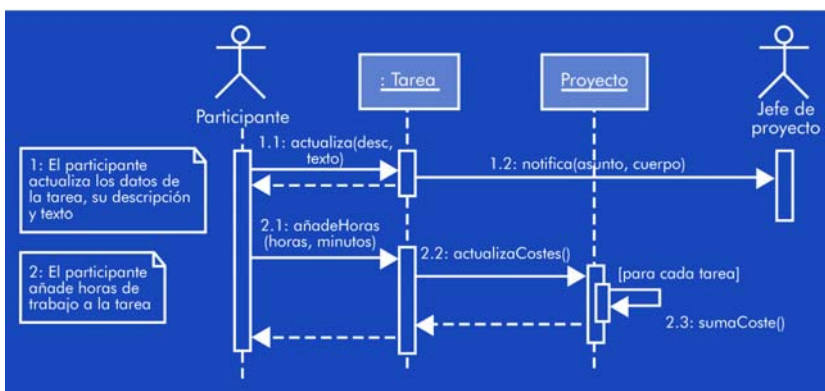 Participante
: Tarea
Proyecto
Jefe de
proyecto
1: El participante
actualiza los datos de
la tarea, su descripción
y texto
1.1: actualiza(desc,
texto)
1.2: notifica(asunto, cuerpo)
2: El participante
añade horas de
trabajo a la tarea
2.1: añadeHoras
(horas, minutos)
2.2: actualizaCostes()
[para cada tarea]
2.3: sumaCoste()